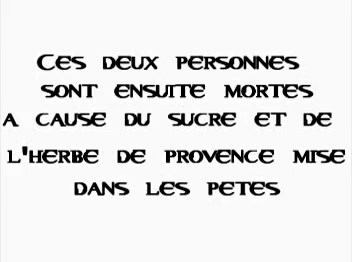 Ces deux personnes
sont ensuite mortes
a cause du sucre et de
l'herbe de provence mise
dans les petes